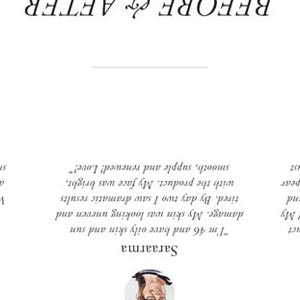 Saraarma
"I'm 46 and have oily skin and sun
damage. My skin was looking uneven and
tired. By day two I saw dramatic results
with the product. My face was bright,
smooth, supple and renewed! Love!"
BEFORE & AFTER